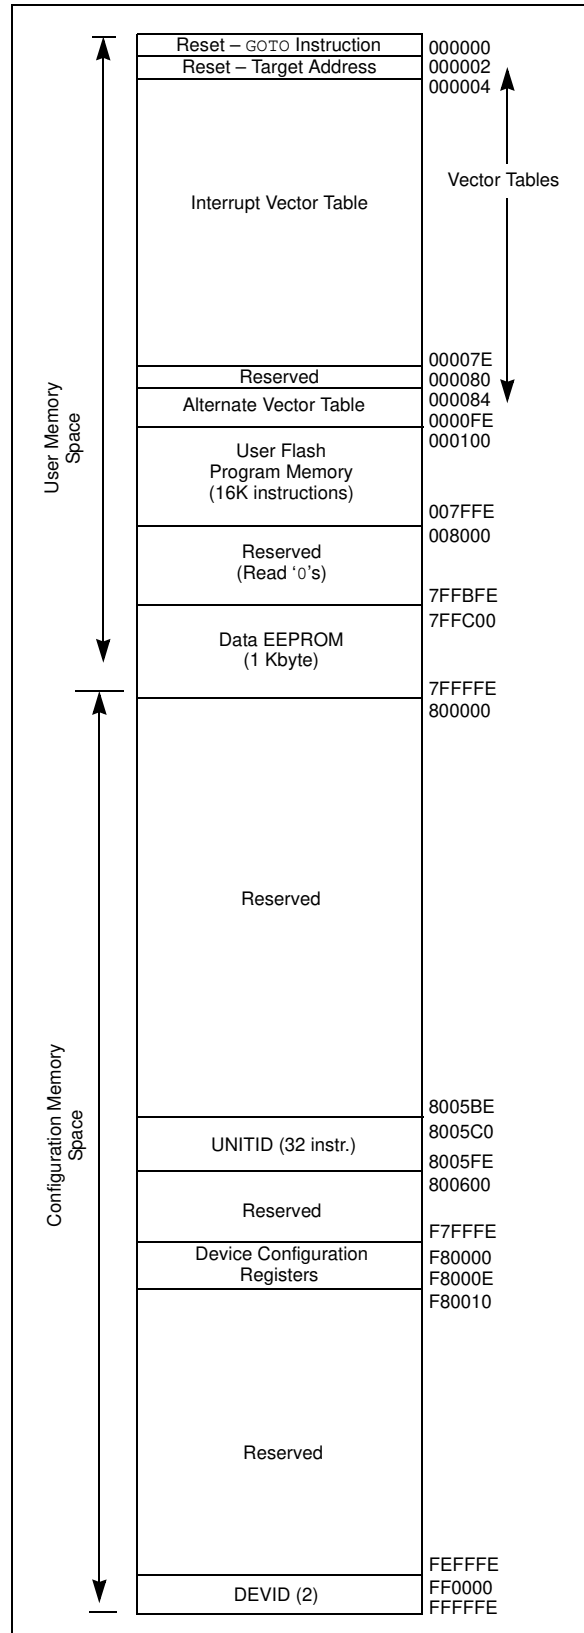 Reset – GOTO Instruction
000000
Reset – Target Address
000002
000004
Interrupt Vector Table
Vector Tables
00007E
Reserved
000080
Alternate Vector Table
000084
0000FE
User Flash
Program Memory
(16K instructions)
000100
007FFE
Reserved
(Read ‘0’s)
008000
7FFBFE
Data EEPROM
(1 Kbyte)
7FFC00
7FFFFE
User Memory
Space
800000
Reserved
8005BE
UNITID (32 instr.)
8005C0
8005FE
Reserved
800600
F7FFFE
Device Configuration
Registers
F80000
F8000E
F80010
Reserved
FEFFFE
DEVID (2)
FF0000
FFFFFE
Configuration Memory
Space